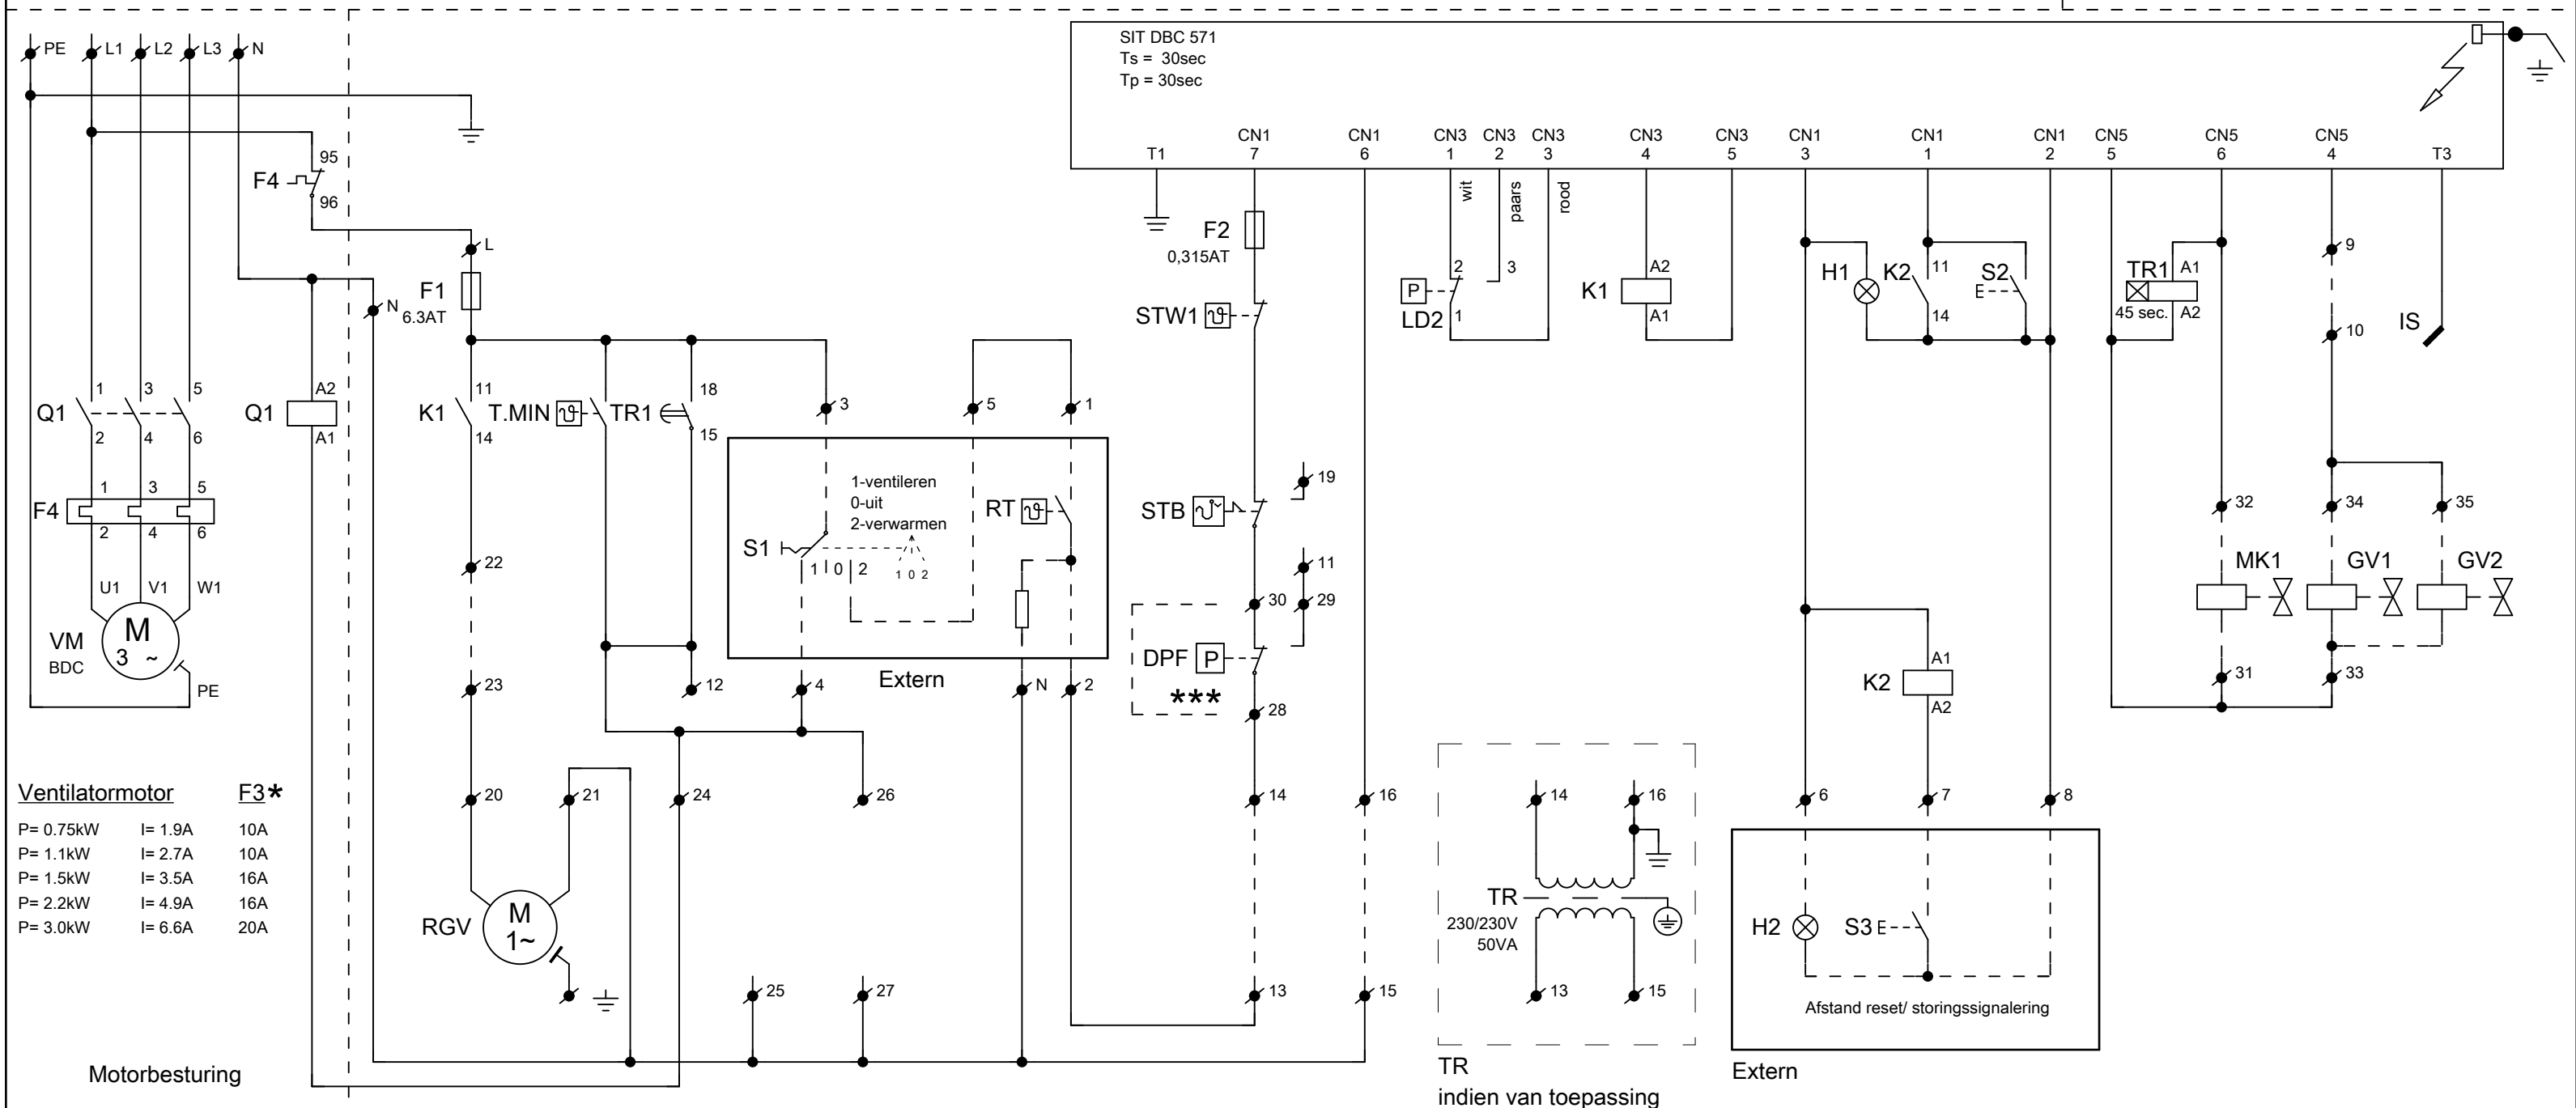 PE L1 L2 L3 N
SIT DBC 571
Ts = 30sec
Tp = 30sec
CN1 CN1 CN3 CN3 CN3 CN3 CN3 CN1 CN1 CN1 CN5 CN5 CN5
T1 7 6 1 2 3 4 5 3 1 2 5 6 4 T3
wit
paars
rood
95
F4
96
L
F1
N
6.3AT
F2
0,315AT
STW1
2 3
P
LD2
1
A2
K1
A1
H1 K2 11 S2 E
14
TR1 A1
45 sec. A2
9
10
IS
1 3 5
Q1
2 4 6
A2
Q1
A1
11
K1
14
T.MIN
18
TR1
15
3 5 1
1 3 5
F4
2 4 6
U1 V1 W1
M
3 ~
VM
BDC
PE
22
23
12 4 N 2
1-ventileren
0-uit
2-verwarmen
S1
1 0 2
1 0 2
RT
Extern
19
STB
11
30 29
DPF P
***
28
32 34 35
MK1 GV1 GV2
31 33
A1
K2
A2
Ventilatormotor F3*
P= 0.75kW I= 1.9A 10A
P= 1.1kW I= 2.7A 10A
P= 1.5kW I= 3.5A 16A
P= 2.2kW I= 4.9A 16A
P= 3.0kW I= 6.6A 20A
20 21 24 26 14 16
M
1~
RGV
25 27 13 15
14 16
TR
230/230V
50VA
13 15
TR
indien van toepassing
6 7 8
H2 S3 E
Afstand reset/ storingssignalering
Extern
Motorbesturing